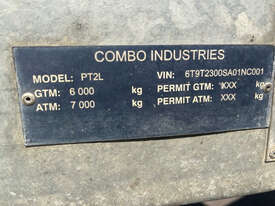 COMBO INDUSTRIES
MODEL: PT2L VIN: 6T9T2300SA01NC001
GTM: 6 000 kg PERMIT GTM: XXX kg
ATM: 7 000 kg PERMIT ATM: XXX kg